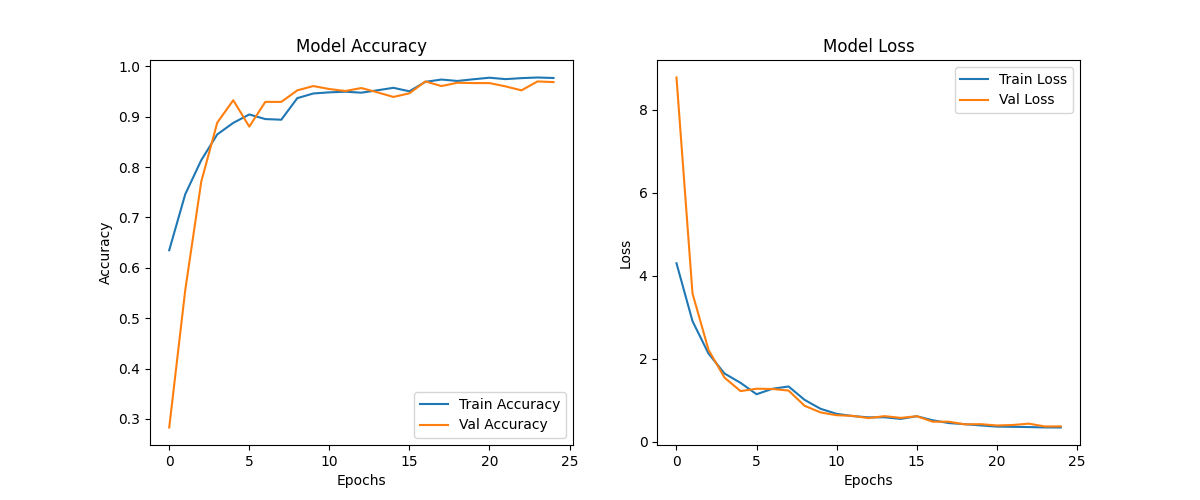 Model Accuracy
Accuracy
1.0
0.9
0.8
0.7
0.6
0.5
0.4
0.3
0 5 10 15 20 25
Epochs
Train Accuracy
Val Accuracy
Model Loss
Loss
8
6
4
2
0
0 5 10 15 20 25
Epochs
Train Loss
Val Loss